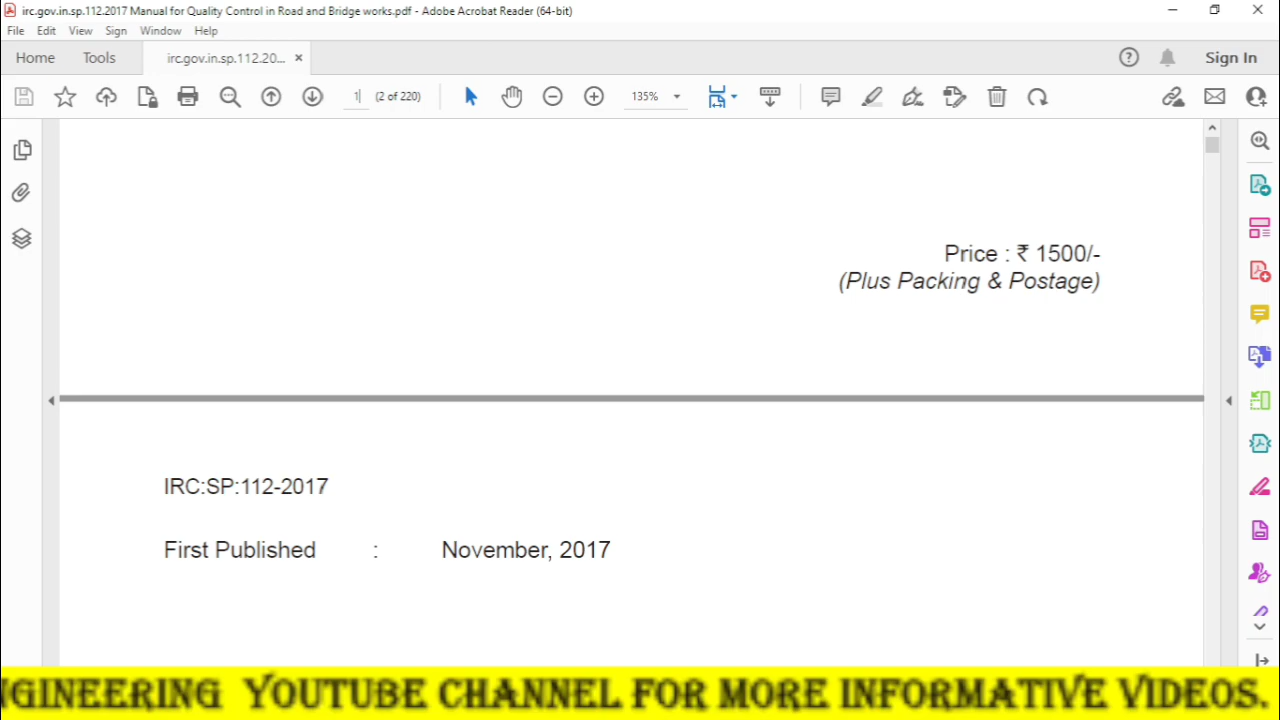 irc.gov.in.sp.112.2017 Manual for Quality Control in Road and Bridge works.pdf - Adobe Acrobat Reader (64-bit)
File Edit View Sign Window Help
Home Tools irc.gov.in.sp.112.20... × Sign In
1 (2 of 220) 135%
Price : ₹ 1500/-
(Plus Packing & Postage)
IRC:SP:112-2017
First Published : November, 2017
NGINEERING YOUTUBE CHANNEL FOR MORE INFORMATIVE VIDEOS.